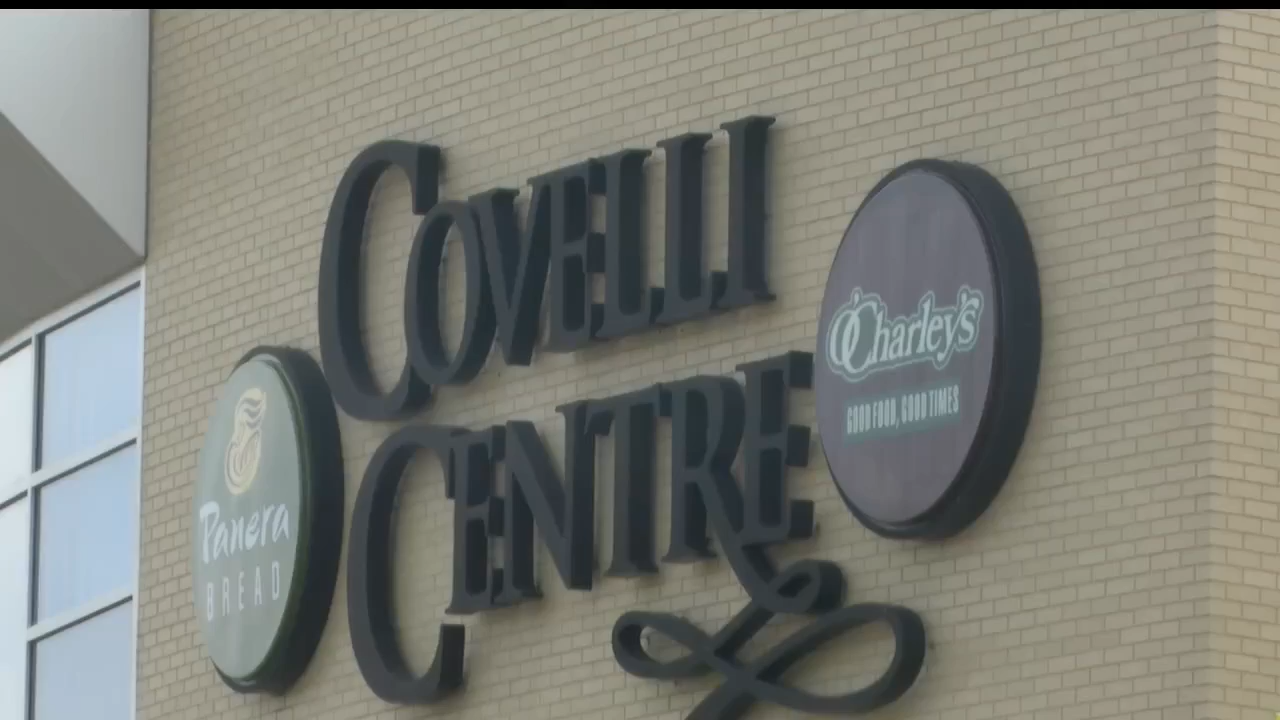 COVELLI
CENTRE
Panera
BREAD
O'Charley's
GOOD FOOD, GOOD TIMES